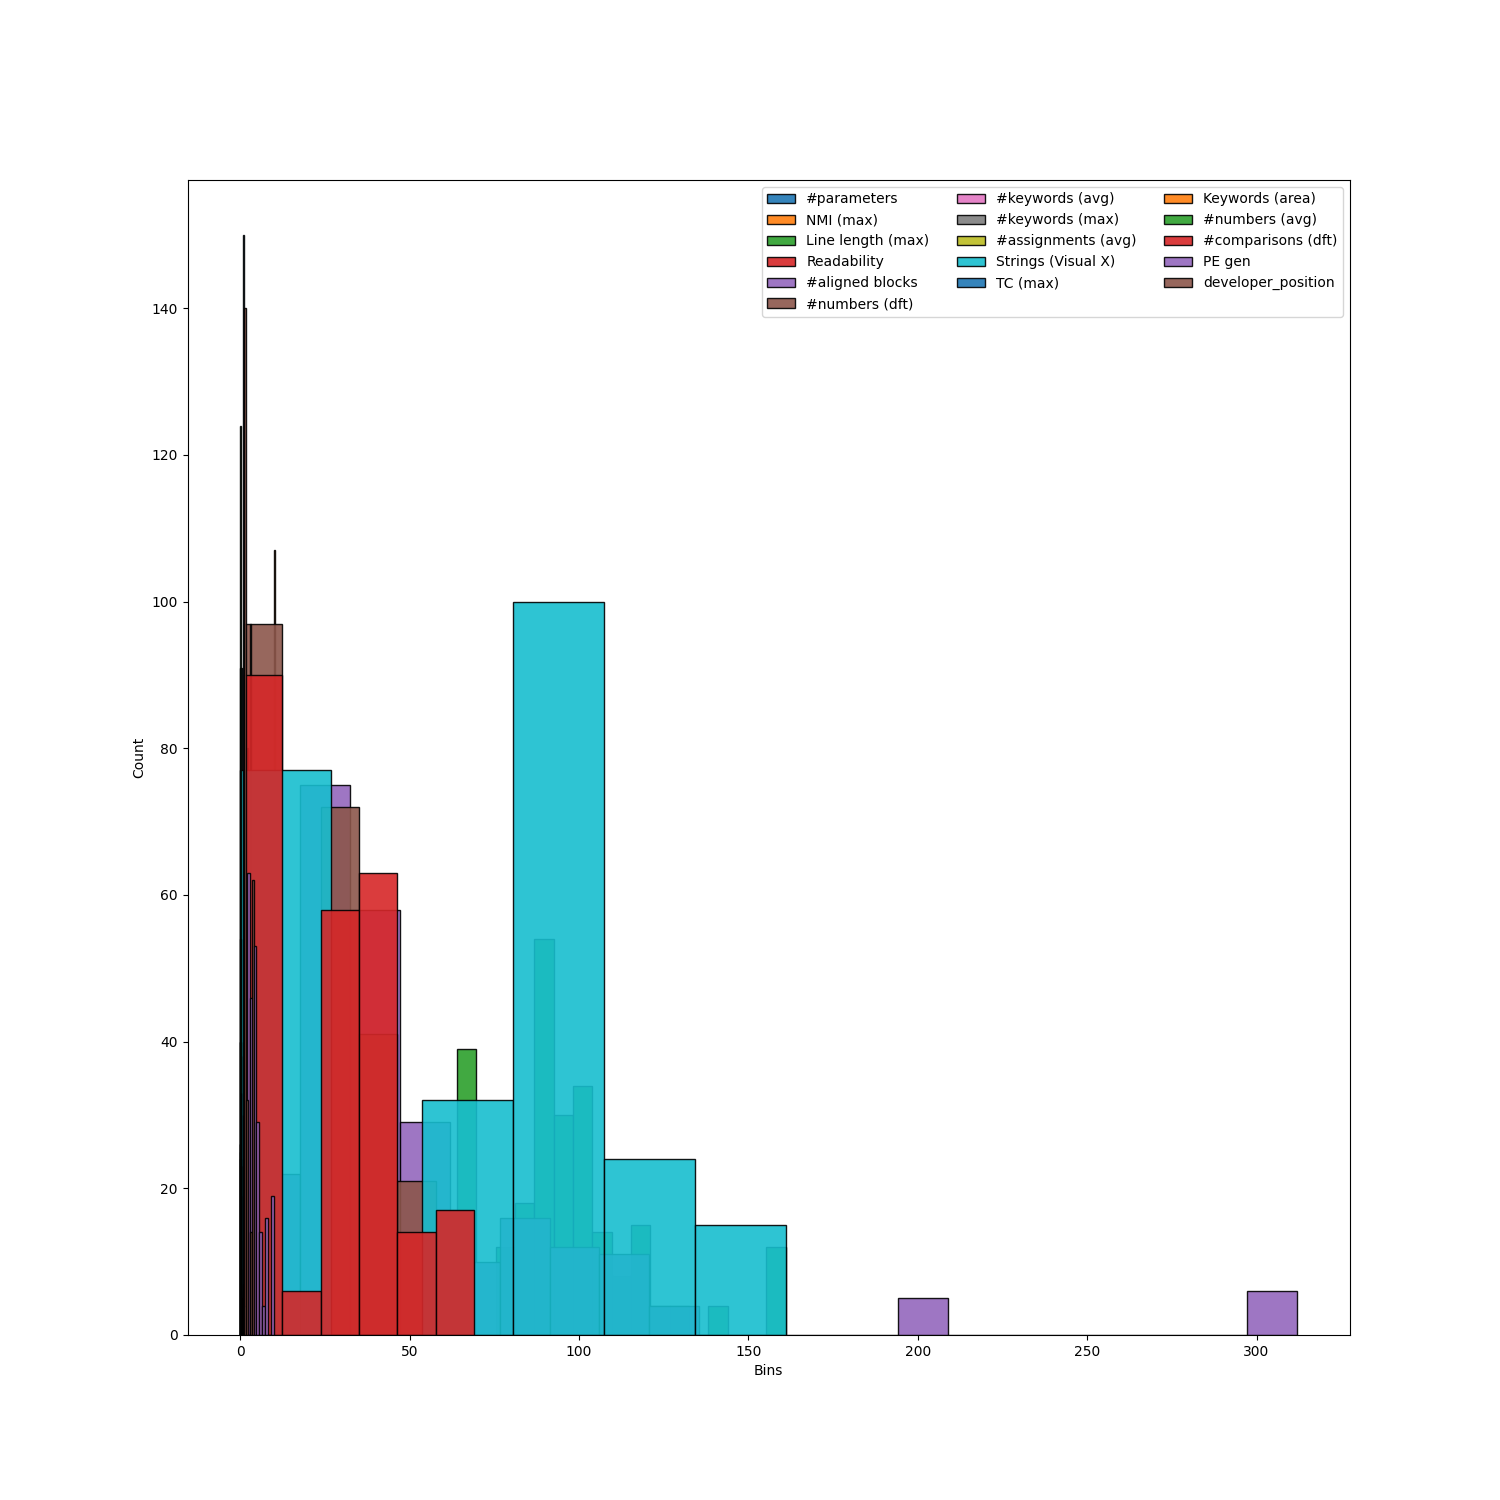 #parameters
NMI (max)
Line length (max)
Readability
#aligned blocks
#numbers (dft)
#keywords (avg)
#keywords (max)
#assignments (avg)
Strings (Visual X)
TC (max)
Keywords (area)
#numbers (avg)
#comparisons (dft)
PE gen
developer_position
140
120
100
80
60
40
20
0
Count
0 50 100 150 200 250 300
Bins